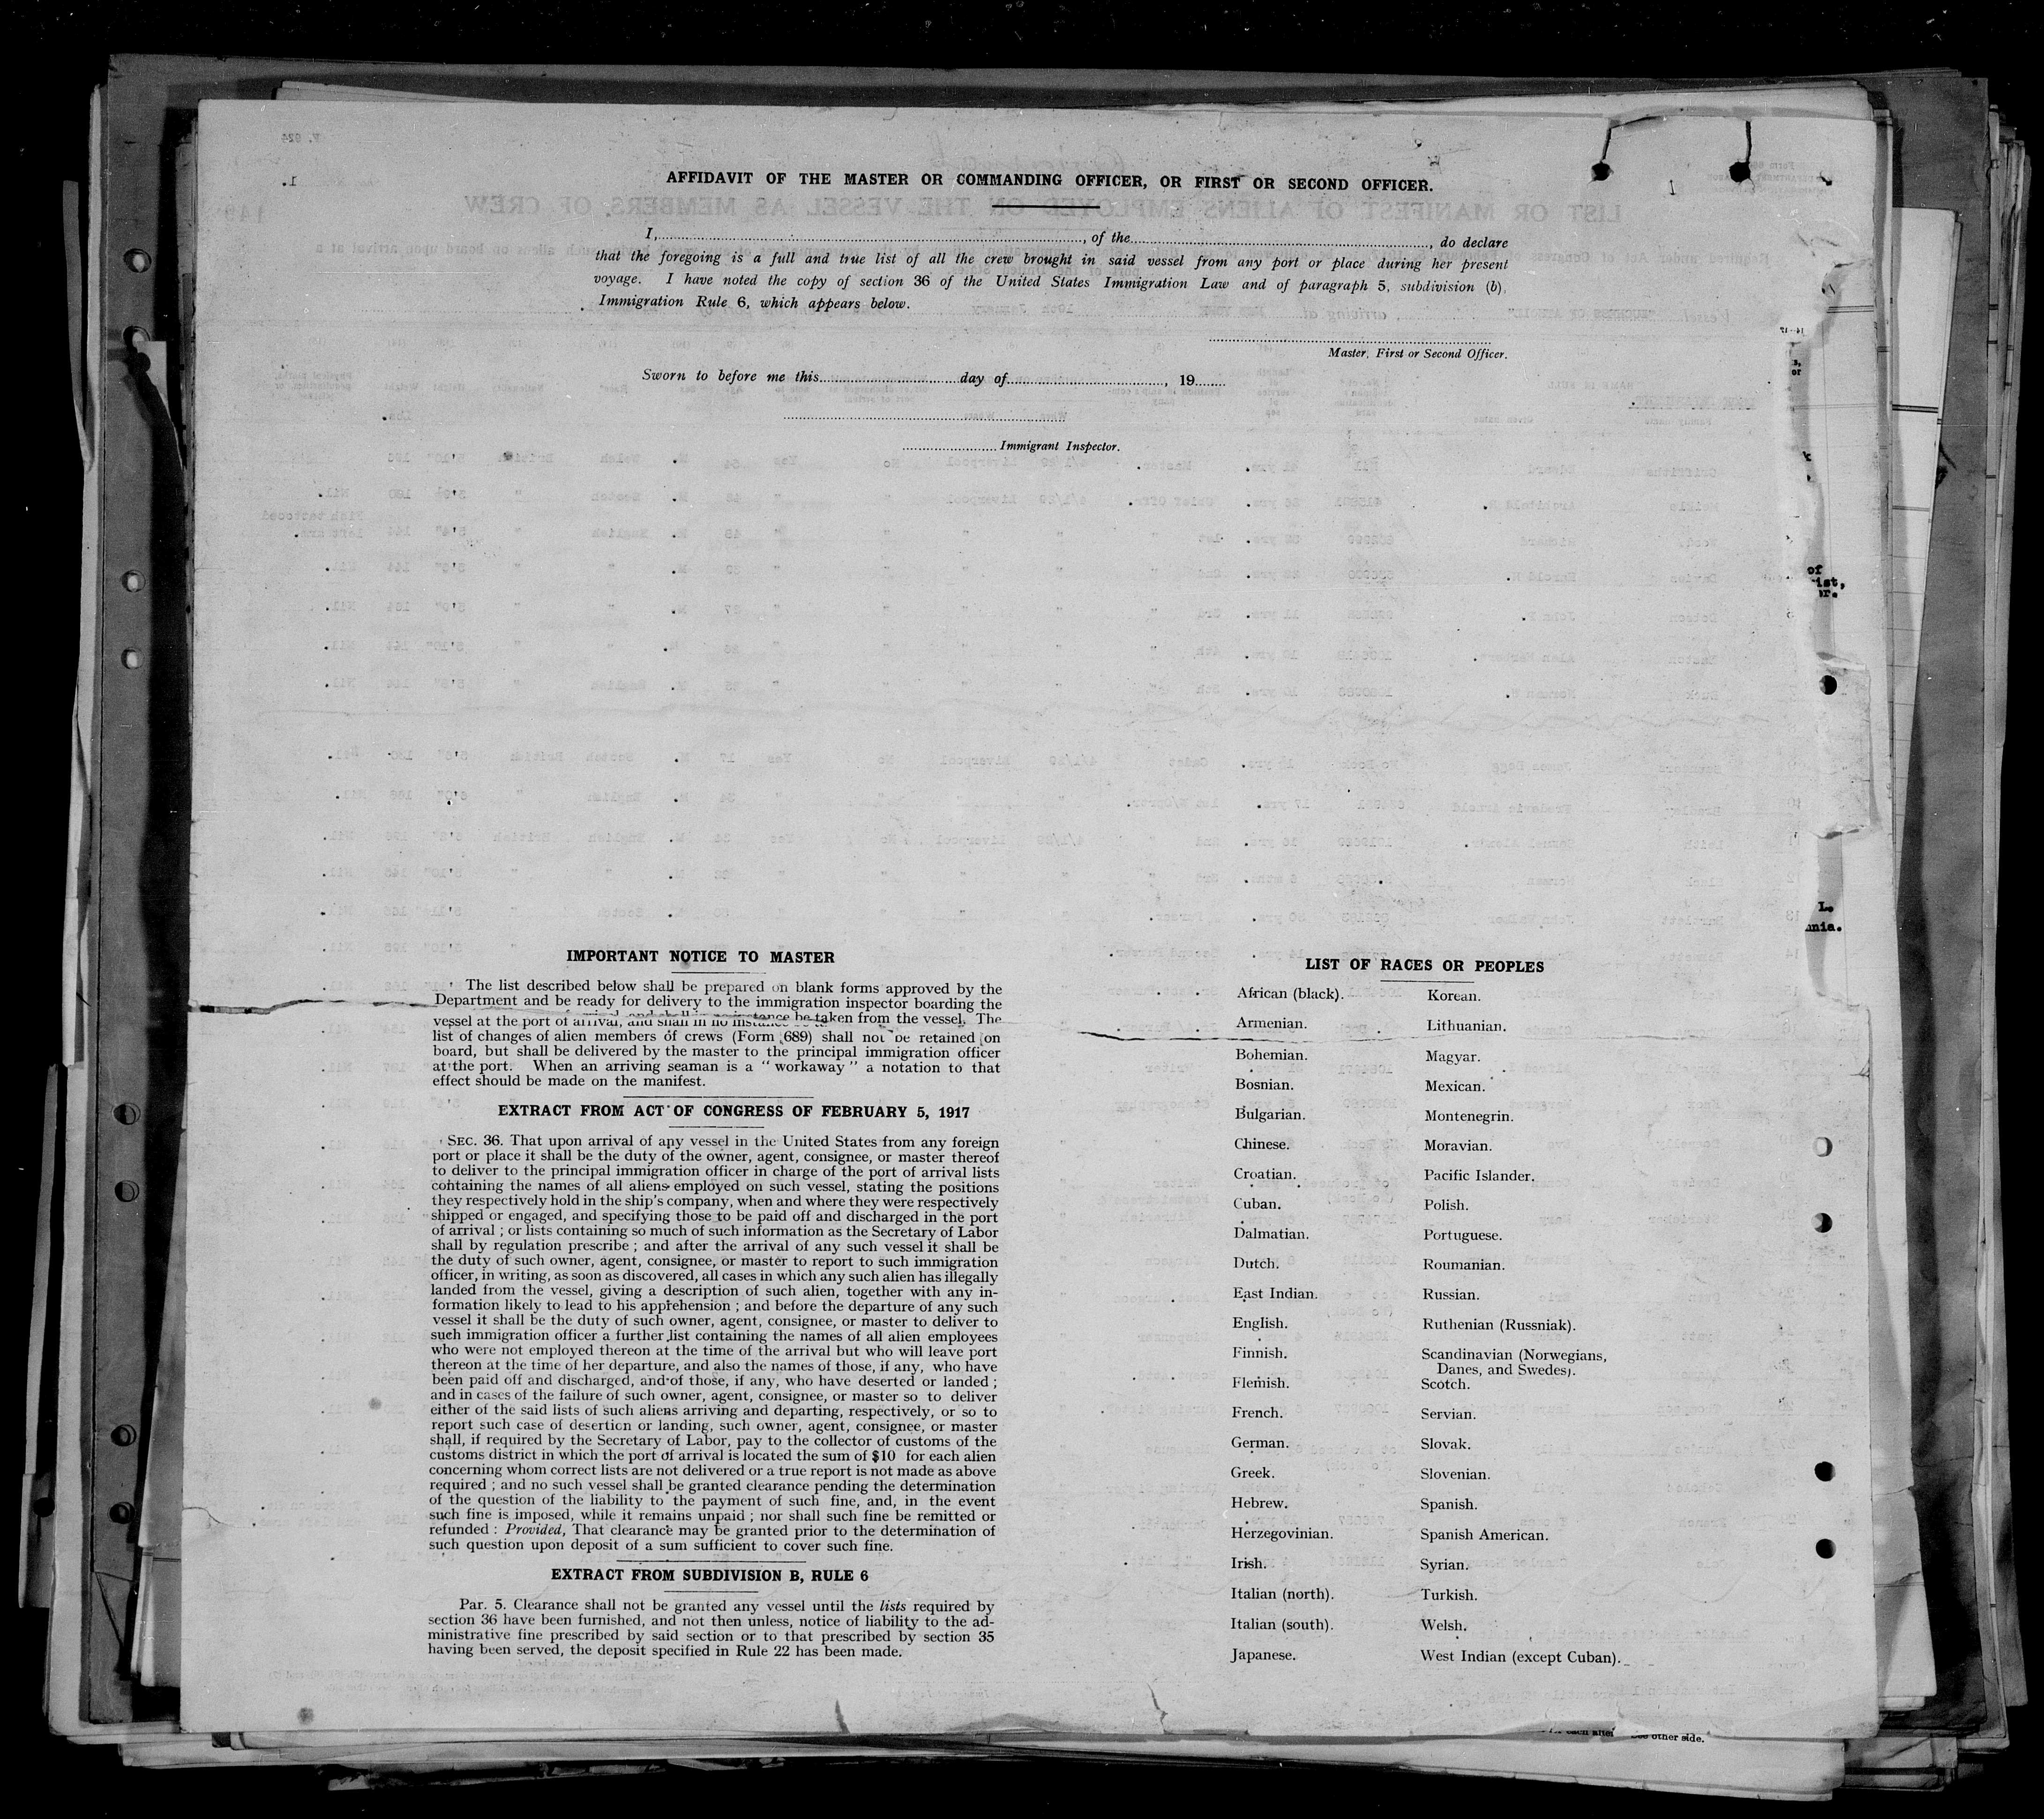 AFFIDAVIT OF THE MASTER OR COMMANDING OFFICER, OR FIRST OR SECOND OFFICER.
I,, of the, do declare
that the foregoing is a full and true list of all the crew brought in said vessel from any port or place during her present
voyage. I have noted the copy of section 36 of the United States Immigration Law and of paragraph 5, subdivision (b),
Immigration Rule 6, which appears below.
Master, First or Second Officer.
Sworn to before me this day of, 19
Immigrant Inspector.
IMPORTANT NOTICE TO MASTER
The list described below shall be prepared on blank forms approved by the
Department and be ready for delivery to the immigration inspector boarding the
vessel at the port of arrival, and shall in no instance be taken from the vessel. The
list of changes of alien members of crews (Form 689) shall not be retained on
board, but shall be delivered by the master to the principal immigration officer
at the port. When an arriving seaman is a "workaway" a notation to that
effect should be made on the manifest.
EXTRACT FROM ACT OF CONGRESS OF FEBRUARY 5, 1917
SEC. 36. That upon arrival of any vessel in the United States from any foreign
port or place it shall be the duty of the owner, agent, consignee, or master thereof
to deliver to the principal immigration officer in charge of the port of arrival lists
containing the names of all aliens employed on such vessel, stating the positions
they respectively hold in the ship's company, when and where they were respectively
shipped or engaged, and specifying those to be paid off and discharged in the port
of arrival ; or lists containing so much of such information as the Secretary of Labor
shall by regulation prescribe ; and after the arrival of any such vessel it shall be
the duty of such owner, agent, consignee, or master to report to such immigration
officer, in writing, as soon as discovered, all cases in which any such alien has illegally
landed from the vessel, giving a description of such alien, together with any in-
formation likely to lead to his apprehension ; and before the departure of any such
vessel it shall be the duty of such owner, agent, consignee, or master to deliver to
such immigration officer a further list containing the names of all alien employees
who were not employed thereon at the time of the arrival but who will leave port
thereon at the time of her departure, and also the names of those, if any, who have
been paid off and discharged, and of those, if any, who have deserted or landed ;
and in cases of the failure of such owner, agent, consignee, or master so to deliver
either of the said lists of such aliens arriving and departing, respectively, or so to
report such case of desertion or landing, such owner, agent, consignee, or master
shall, if required by the Secretary of Labor, pay to the collector of customs of the
customs district in which the port of arrival is located the sum of $10 for each alien
concerning whom correct lists are not delivered or a true report is not made as above
required ; and no such vessel shall be granted clearance pending the determination
of the question of the liability to the payment of such fine, and, in the event
such fine is imposed, while it remains unpaid ; nor shall such fine be remitted or
refunded : Provided, That clearance may be granted prior to the determination of
such question upon deposit of a sum sufficient to cover such fine.
EXTRACT FROM SUBDIVISION B, RULE 6
Par. 5. Clearance shall not be granted any vessel until the lists required by
section 36 have been furnished, and not then unless, notice of liability to the ad-
ministrative fine prescribed by said section or to that prescribed by section 35
having been served, the deposit specified in Rule 22 has been made.
LIST OF RACES OR PEOPLES
African (black).
Armenian.
Bohemian.
Bosnian.
Bulgarian.
Chinese.
Croatian.
Cuban.
Dalmatian.
Dutch.
East Indian.
English.
Finnish.
Flemish.
French.
German.
Greek.
Hebrew.
Herzegovinian.
Irish.
Italian (north).
Italian (south).
Japanese.
Korean.
Lithuanian.
Magyar.
Mexican.
Montenegrin.
Moravian.
Pacific Islander.
Polish.
Portuguese.
Roumanian.
Russian.
Ruthenian (Russniak).
Scandinavian (Norwegians,
Danes, and Swedes).
Scotch.
Servian.
Slovak.
Slovenian.
Spanish.
Spanish American.
Syrian.
Turkish.
Welsh.
West Indian (except Cuban).
other side.